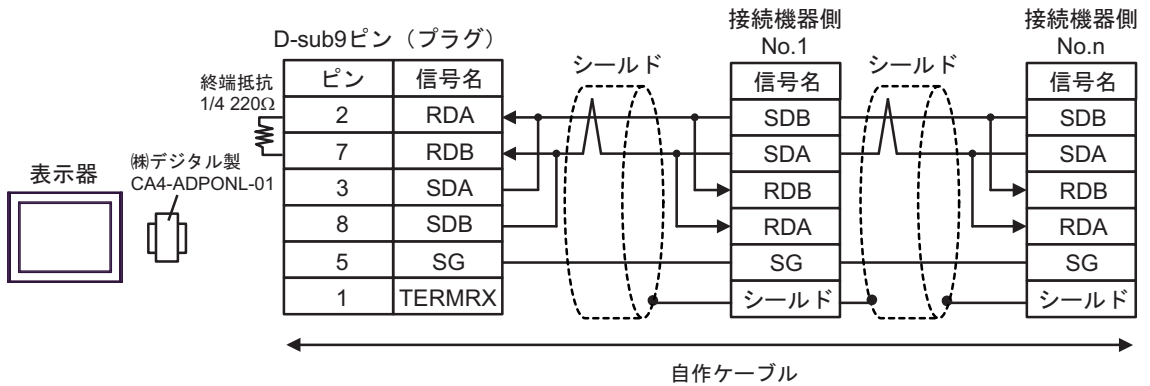 接続機器側
No.1
接続機器側
No.n
D-sub9ピン（プラグ）
シールド
シールド
終端抵抗
1/4 220Ω
ピン 信号名
2 RDA
7 RDB
3 SDA
8 SDB
5 SG
1 TERMRX
信号名
SDB
SDA
RDB
RDA
SG
シールド
信号名
SDB
SDA
RDB
RDA
SG
シールド
表示器
㈱デジタル製
CA4-ADPONL-01
自作ケーブル